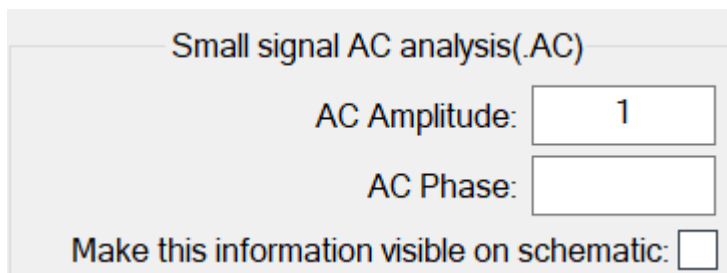 Small signal AC analysis(.AC)
AC Amplitude: 1
AC Phase:
Make this information visible on schematic: